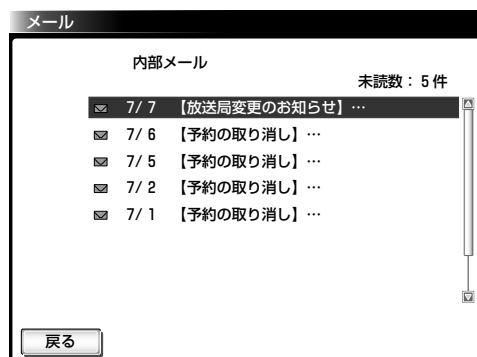 メール
内部メール
未読数：5件
7/ 7 【放送局変更のお知らせ】…
7/ 6 【予約の取り消し】…
7/ 5 【予約の取り消し】…
7/ 2 【予約の取り消し】…
7/ 1 【予約の取り消し】…
戻る